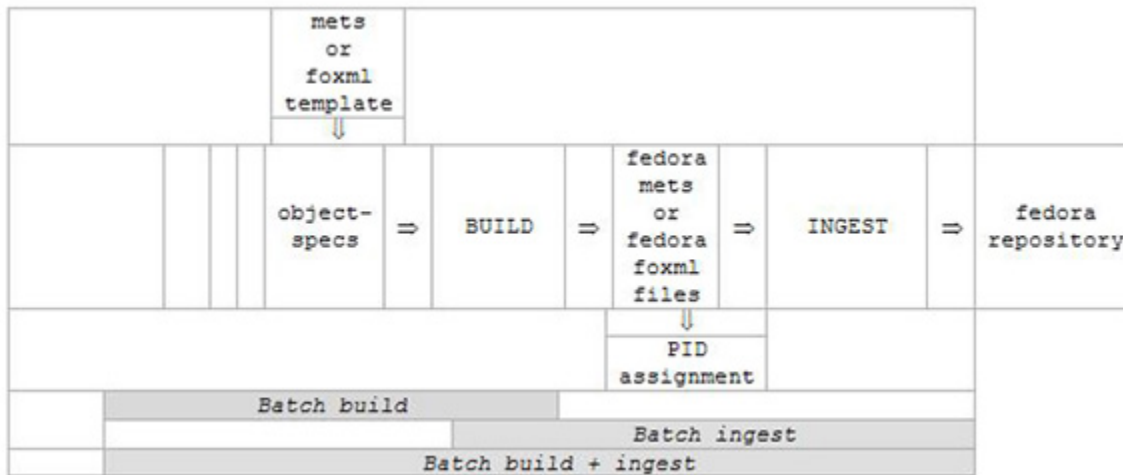 mets
or
foxml
template
⇓
object-
specs
⇒
BUILD
⇒
fedora
mets
or
fedora
foxml
files
⇒
INGEST
⇒
fedora
repository
⇓
PID
assignment
Batch build
Batch ingest
Batch build + ingest